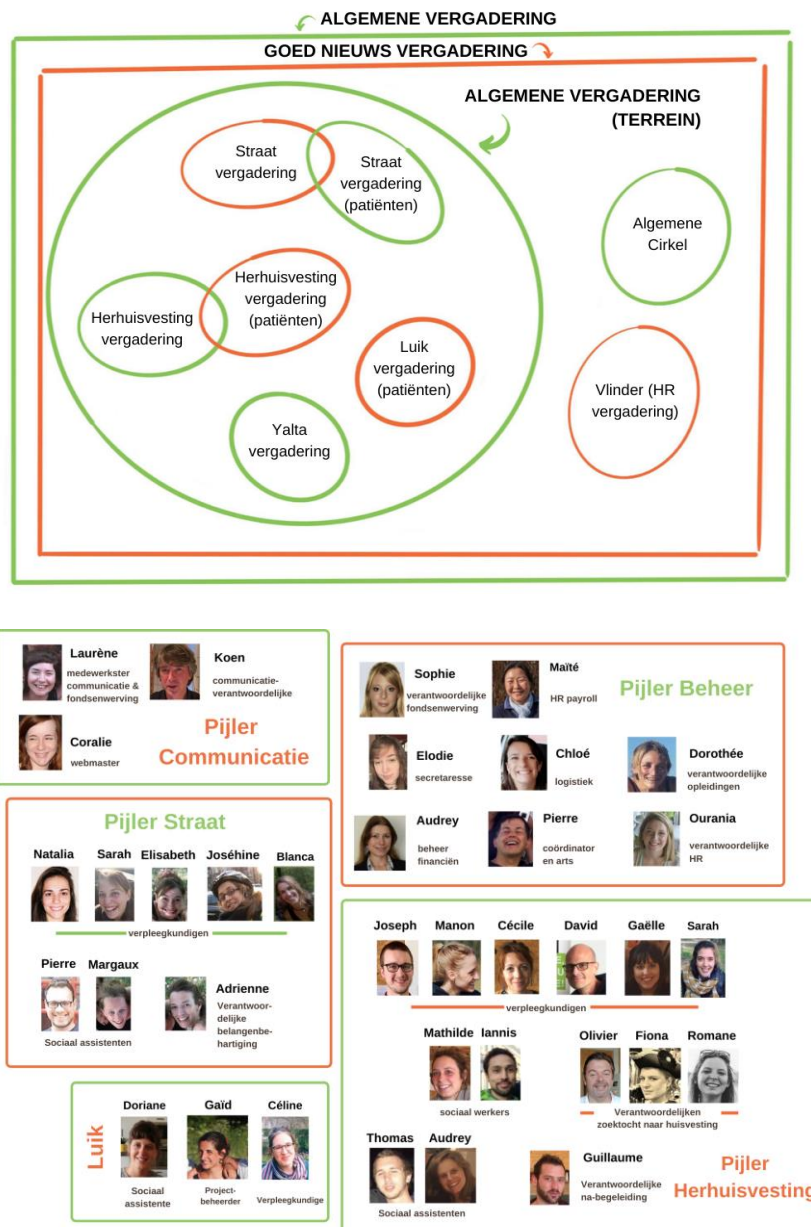 ALGEMENE VERGADERING
GOED NIEUWS VERGADERING
ALGEMENE VERGADERING
(TERREIN)
Straat
vergadering
Straat
vergadering
(patiënten)
Algemene
Cirkel
Herhuisvesting
vergadering
(patiënten)
Herhuisvesting
vergadering
Luik
vergadering
(patiënten)
Vlinder (HR
vergadering)
Yalta
vergadering
Laurène
medewerkster
communicatie &
fondsenwerving
Koen
communicatie-
verantwoordelijke
Coralie
webmaster
Pijler
Communicatie
Sophie
verantwoordelijke
fondsenwerving
Maïté
HR payroll
Pijler Beheer
Elodie
secretaresse
Chloé
logistiek
Dorothée
verantwoordelijke
opleidingen
Audrey
beheer
financiën
Pierre
coördinator
en arts
Ourania
verantwoordelijke
HR
Pijler Straat
Natalia Sarah Elisabeth Joséhine Blanca
verpleegkundigen
Pierre Margaux
Sociaal assistenten
Adrienne
Verantwoor-
delijke
belangenbe-
hartiging
Joseph Manon Cécile David Gaëlle Sarah
verpleegkundigen
Mathilde Iannis
sociaal werkers
Olivier Fiona Romane
Verantwoordelijken
zoektocht naar huisvesting
Thomas Audrey
Sociaal assistenten
Guillaume
Verantwoordelijke
na-begeleiding
Pijler
Herhuisvesting
Luik
Doriane
Sociaal
assistente
Gaïd
Project-
beheerder
Céline
Verpleegkundige